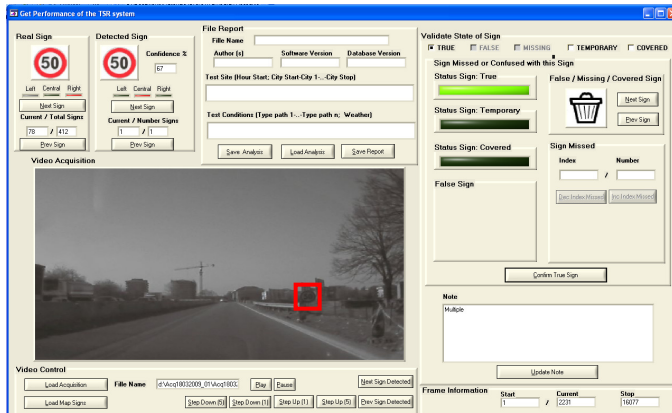 Get Performance of the TSR system
Real Sign
50
Left Central Right
Next Sign
Current / Total Signs
78 / 412
Prev Sign
Detected Sign
50
Confidence %
67
Left Central Right
Next Sign
Current / Number Signs
1 / 1
Prev Sign
File Report
Fille Name
Author (s) Software Version Database Version
Test Site (Hour Start; City Start-City 1-..-City Stop)
Test Conditions (Type path 1-..-Type path n; Weather)
Save Analysis Load Analysis Save Report
Validate State of Sign
TRUE FALSE MISSING TEMPORARY COVERED
Sign Missed or Confused with this Sign
Status Sign: True
Status Sign: Temporary
Status Sign: Covered
False Sign
False / Missing / Covered Sign
Next Sign
Prev Sign
Sign Missed
Index Number
/
Dec Index Missed Inc Index Missed
Confirm True Sign
Note
Multiple
Update Note
Video Acquisition
Video Control
Load Acquisition Fille Name d:\Acq18032009_01\Acq18032 Play Pause Next Sign Detected
Load Map Signs Step Down (5) Step Down (1) Step Up (1) Step Up (5) Prev Sign Detected
Frame Information
Start Current Stop
1 / 2231 16077